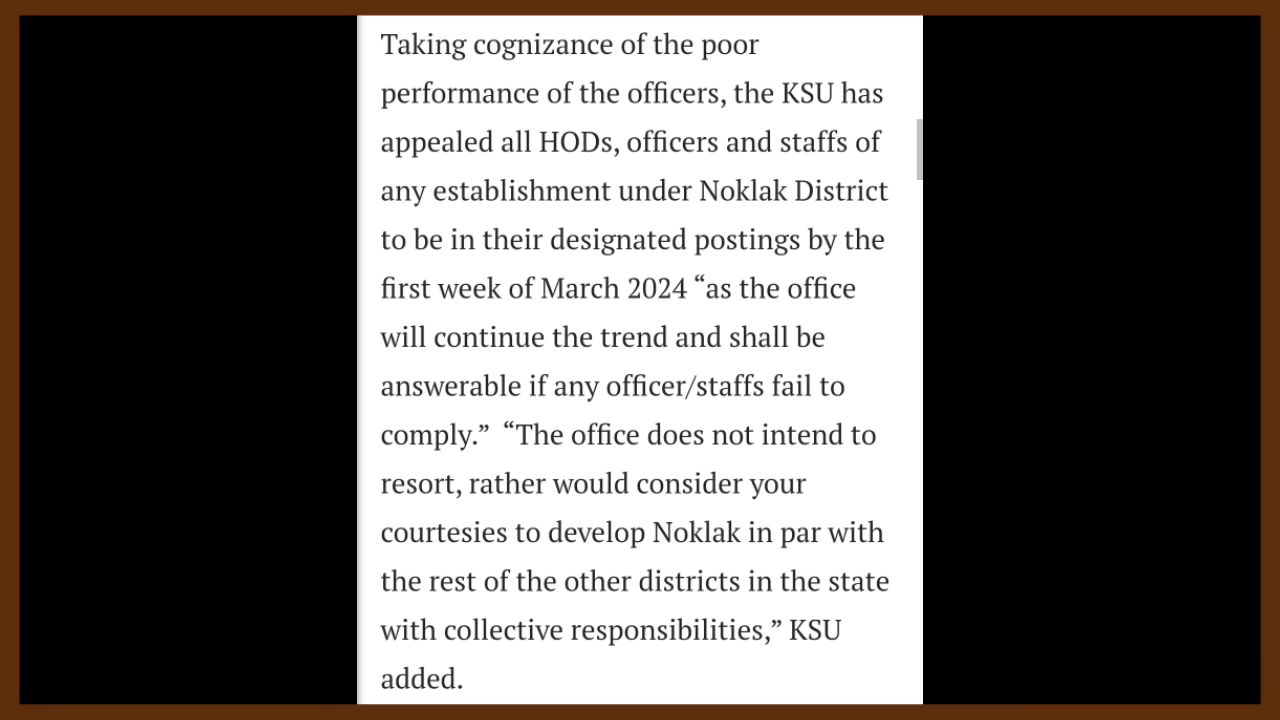 Taking cognizance of the poor
performance of the officers, the KSU has
appealed all HODs, officers and staffs of
any establishment under Noklak District
to be in their designated postings by the
first week of March 2024 “as the office
will continue the trend and shall be
answerable if any officer/staffs fail to
comply.”  “The office does not intend to
resort, rather would consider your
courtesies to develop Noklak in par with
the rest of the other districts in the state
with collective responsibilities,” KSU
added.